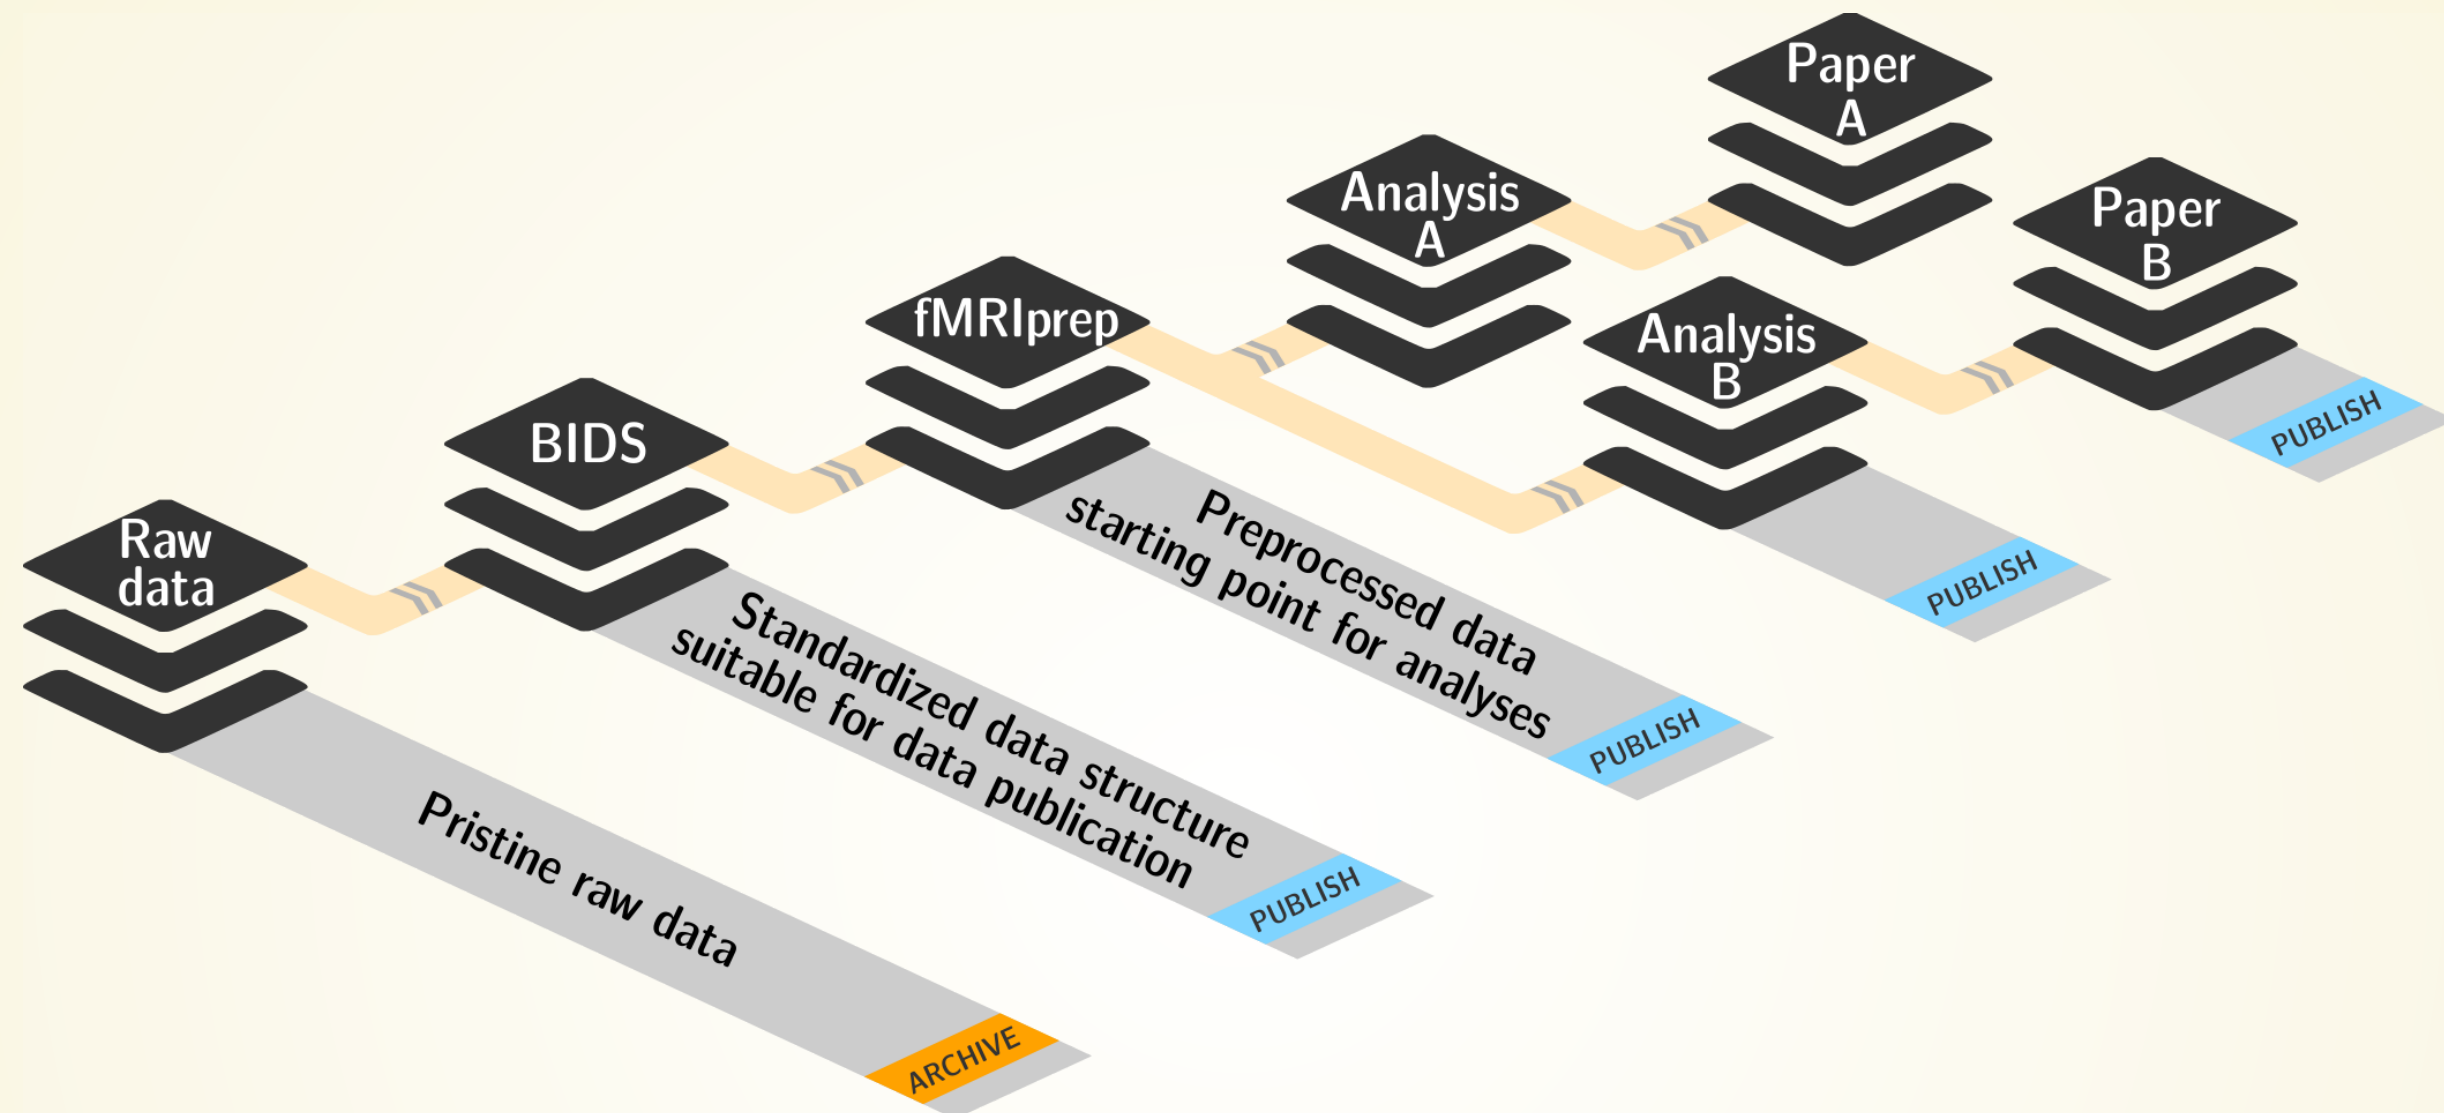 Paper
A
Analysis
A
Paper
B
fMRIprep
Analysis
B
BIDS
PUBLISH
Raw
data
Preprocessed data
starting point for analyses
PUBLISH
Standardized data structure
suitable for data publication
PUBLISH
Pristine raw data
PUBLISH
ARCHIVE